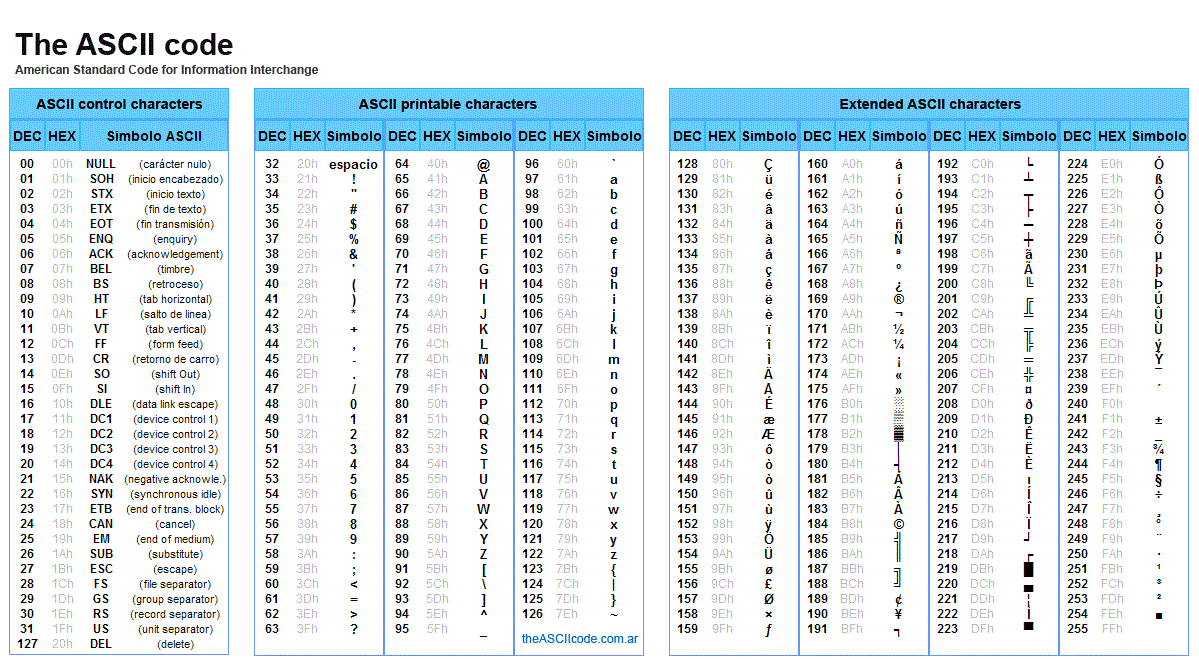 The ASCII code
American Standard Code for Information Interchange
ASCII control characters ASCII printable characters Extended ASCII characters
DEC HEX Simbolo ASCII DEC HEX Simbolo DEC HEX Simbolo DEC HEX Simbolo DEC HEX Simbolo DEC HEX Simbolo DEC HEX Simbolo DEC HEX Simbolo
00 00h NULL (carácter nulo) 32 20h espacio 64 40h @ 96 60h ` 128 80h Ç 160 A0h á 192 C0h └ 224 E0h Ó
01 01h SOH (inicio encabezado) 33 21h ! 65 41h A 97 61h a 129 81h ü 161 A1h í 193 C1h ┴ 225 E1h ß
02 02h STX (inicio texto) 34 22h " 66 42h B 98 62h b 130 82h é 162 A2h ó 194 C2h ┬ 226 E2h Ô
03 03h ETX (fin de texto) 35 23h # 67 43h C 99 63h c 131 83h â 163 A3h ú 195 C3h ├ 227 E3h Ò
04 04h EOT (fin transmisión) 36 24h $ 68 44h D 100 64h d 132 84h ä 164 A4h ñ 196 C4h ─ 228 E4h õ
05 05h ENQ (enquiry) 37 25h % 69 45h E 101 65h e 133 85h à 165 A5h Ñ 197 C5h ┼ 229 E5h Õ
06 06h ACK (acknowledgement) 38 26h & 70 46h F 102 66h f 134 86h å 166 A6h ª 198 C6h ã 230 E6h µ
07 07h BEL (timbre) 39 27h ' 71 47h G 103 67h g 135 87h ç 167 A7h º 199 C7h Ã 231 E7h þ
08 08h BS (retroceso) 40 28h ( 72 48h H 104 68h h 136 88h ê 168 A8h ¿ 200 C8h ╚ 232 E8h Þ
09 09h HT (tab horizontal) 41 29h ) 73 49h I 105 69h i 137 89h ë 169 A9h ® 201 C9h ╔ 233 E9h Ú
10 0Ah LF (salto de linea) 42 2Ah * 74 4Ah J 106 6Ah j 138 8Ah è 170 AAh ¬ 202 CAh ╩ 234 EAh Û
11 0Bh VT (tab vertical) 43 2Bh + 75 4Bh K 107 6Bh k 139 8Bh ï 171 ABh ½ 203 CBh ╦ 235 EBh Ù
12 0Ch FF (form feed) 44 2Ch , 76 4Ch L 108 6Ch l 140 8Ch î 172 ACh ¼ 204 CCh ╠ 236 ECh ý
13 0Dh CR (retorno de carro) 45 2Dh - 77 4Dh M 109 6Dh m 141 8Dh ì 173 ADh ¡ 205 CDh ═ 237 EDh Ý
14 0Eh SO (shift Out) 46 2Eh . 78 4Eh N 110 6Eh n 142 8Eh Ä 174 AEh « 206 CEh ╬ 238 EEh ¯
15 0Fh SI (shift In) 47 2Fh / 79 4Fh O 111 6Fh o 143 8Fh Å 175 AFh » 207 CFh ¤ 239 EFh ´
16 10h DLE (data link escape) 48 30h 0 80 50h P 112 70h p 144 90h É 176 B0h ░ 208 D0h ð 240 F0h
17 11h DC1 (device control 1) 49 31h 1 81 51h Q 113 71h q 145 91h æ 177 B1h ▒ 209 D1h Ð 241 F1h ±
18 12h DC2 (device control 2) 50 32h 2 82 52h R 114 72h r 146 92h Æ 178 B2h ▓ 210 D2h Ê 242 F2h ‗
19 13h DC3 (device control 3) 51 33h 3 83 53h S 115 73h s 147 93h ô 179 B3h │ 211 D3h Ë 243 F3h ¾
20 14h DC4 (device control 4) 52 34h 4 84 54h T 116 74h t 148 94h ò 180 B4h ┤ 212 D4h È 244 F4h ¶
21 15h NAK (negative acknowle.) 53 35h 5 85 55h U 117 75h u 149 95h ò 181 B5h Á 213 D5h ı 245 F5h §
22 16h SYN (synchronous idle) 54 36h 6 86 56h V 118 76h v 150 96h û 182 B6h Â 214 D6h Í 246 F6h ÷
23 17h ETB (end of trans. block) 55 37h 7 87 57h W 119 77h w 151 97h ù 183 B7h À 215 D7h Î 247 F7h ¸
24 18h CAN (cancel) 56 38h 8 88 58h X 120 78h x 152 98h ÿ 184 B8h © 216 D8h Ï 248 F8h °
25 19h EM (end of medium) 57 39h 9 89 59h Y 121 79h y 153 99h Ö 185 B9h ╣ 217 D9h ┘ 249 F9h ¨
26 1Ah SUB (substitute) 58 3Ah : 90 5Ah Z 122 7Ah z 154 9Ah Ü 186 BAh ║ 218 DAh ┌ 250 FAh ·
27 1Bh ESC (escape) 59 3Bh ; 91 5Bh [ 123 7Bh { 155 9Bh ø 187 BBh ╗ 219 DBh █ 251 FBh ¹
28 1Ch FS (file separator) 60 3Ch < 92 5Ch \ 124 7Ch | 156 9Ch £ 188 BCh ╝ 220 DCh ▄ 252 FCh ³
29 1Dh GS (group separator) 61 3Dh = 93 5Dh ] 125 7Dh } 157 9Dh Ø 189 BDh ¢ 221 DDh ¦ 253 FDh ²
30 1Eh RS (record separator) 62 3Eh > 94 5Eh ^ 126 7Eh ~ 158 9Eh × 190 BEh ¥ 222 DEh Ì 254 FEh ■
31 1Fh US (unit separator) 63 3Fh ? 95 5Fh _ 159 9Fh ƒ 191 BFh ┐ 223 DFh ▀ 255 FFh
127 20h DEL (delete) theASCIIcode.com.ar